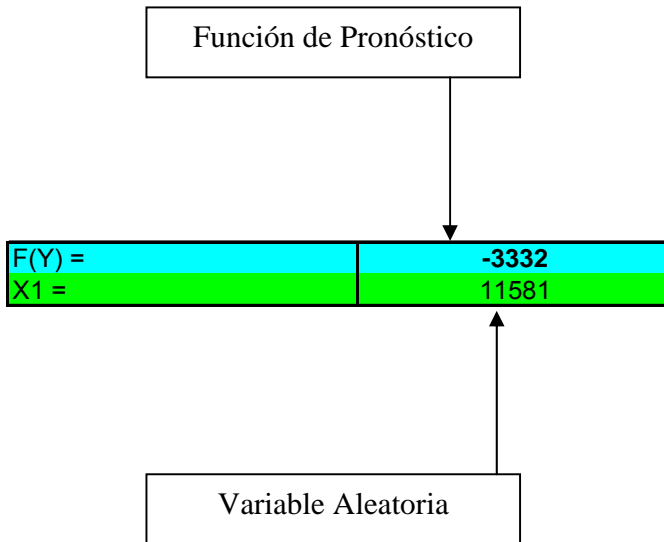 Función de Pronóstico
F(Y) = -3332
X1 = 11581
Variable Aleatoria